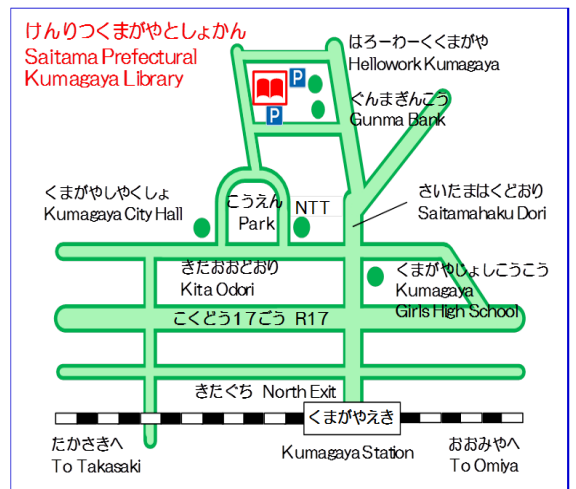 けんりつくまがやとしょかん
Saitama Prefectural
Kumagaya Library
はろーわーくくまがや
Hellowork Kumagaya
P
ぐんまぎんこう
Gunma Bank
P
くまがやしやくしょ
Kumagaya City Hall
こうえん
Park
NTT
さいたまはくどおり
Saitamahaku Dori
きたおおどおり
Kita Odori
くまがやじょしこうこう
Kumagaya
Girls High School
こくどう17ごう R17
きたぐち North Exit
くまがやえき
Kumagaya Station
たかさきへ
To Takasaki
おおみやへ
To Omiya